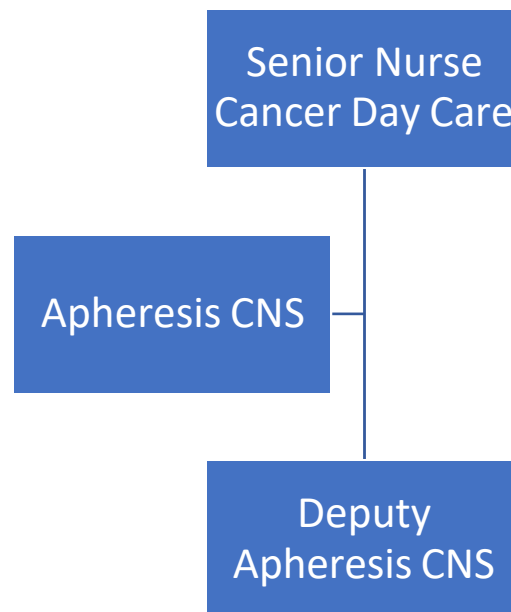 Senior Nurse
Cancer Day Care
Apheresis CNS
Deputy
Apheresis CNS